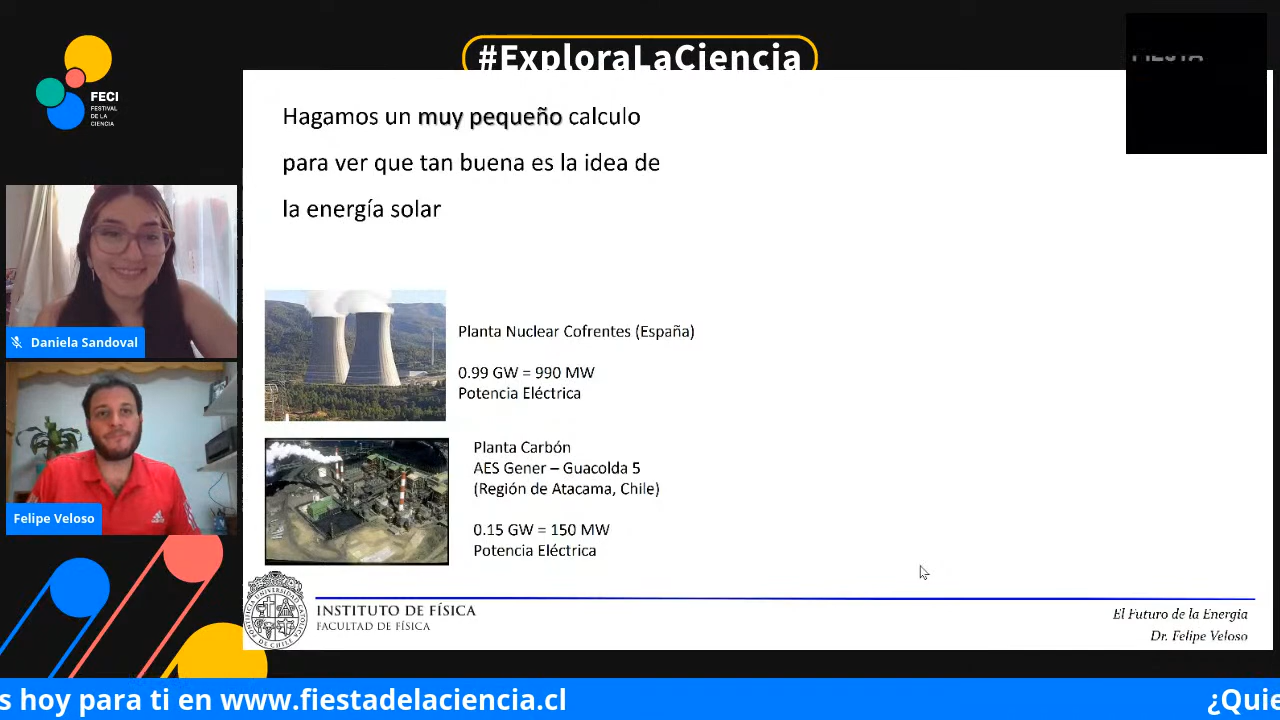 #ExploraLaCiencia
FECI
FESTIVAL
DE LA
CIENCIA
FIESTA
Hagamos un muy pequeño calculo
para ver que tan buena es la idea de
la energía solar
Daniela Sandoval
Felipe Veloso
Planta Nuclear Cofrentes (España)
0.99 GW = 990 MW
Potencia Eléctrica
Planta Carbón
AES Gener – Guacolda 5
(Región de Atacama, Chile)
0.15 GW = 150 MW
Potencia Eléctrica
INSTITUTO DE FÍSICA
FACULTAD DE FÍSICA
El Futuro de la Energia
Dr. Felipe Veloso
s hoy para ti en www.fiestadelaciencia.cl
¿Quie